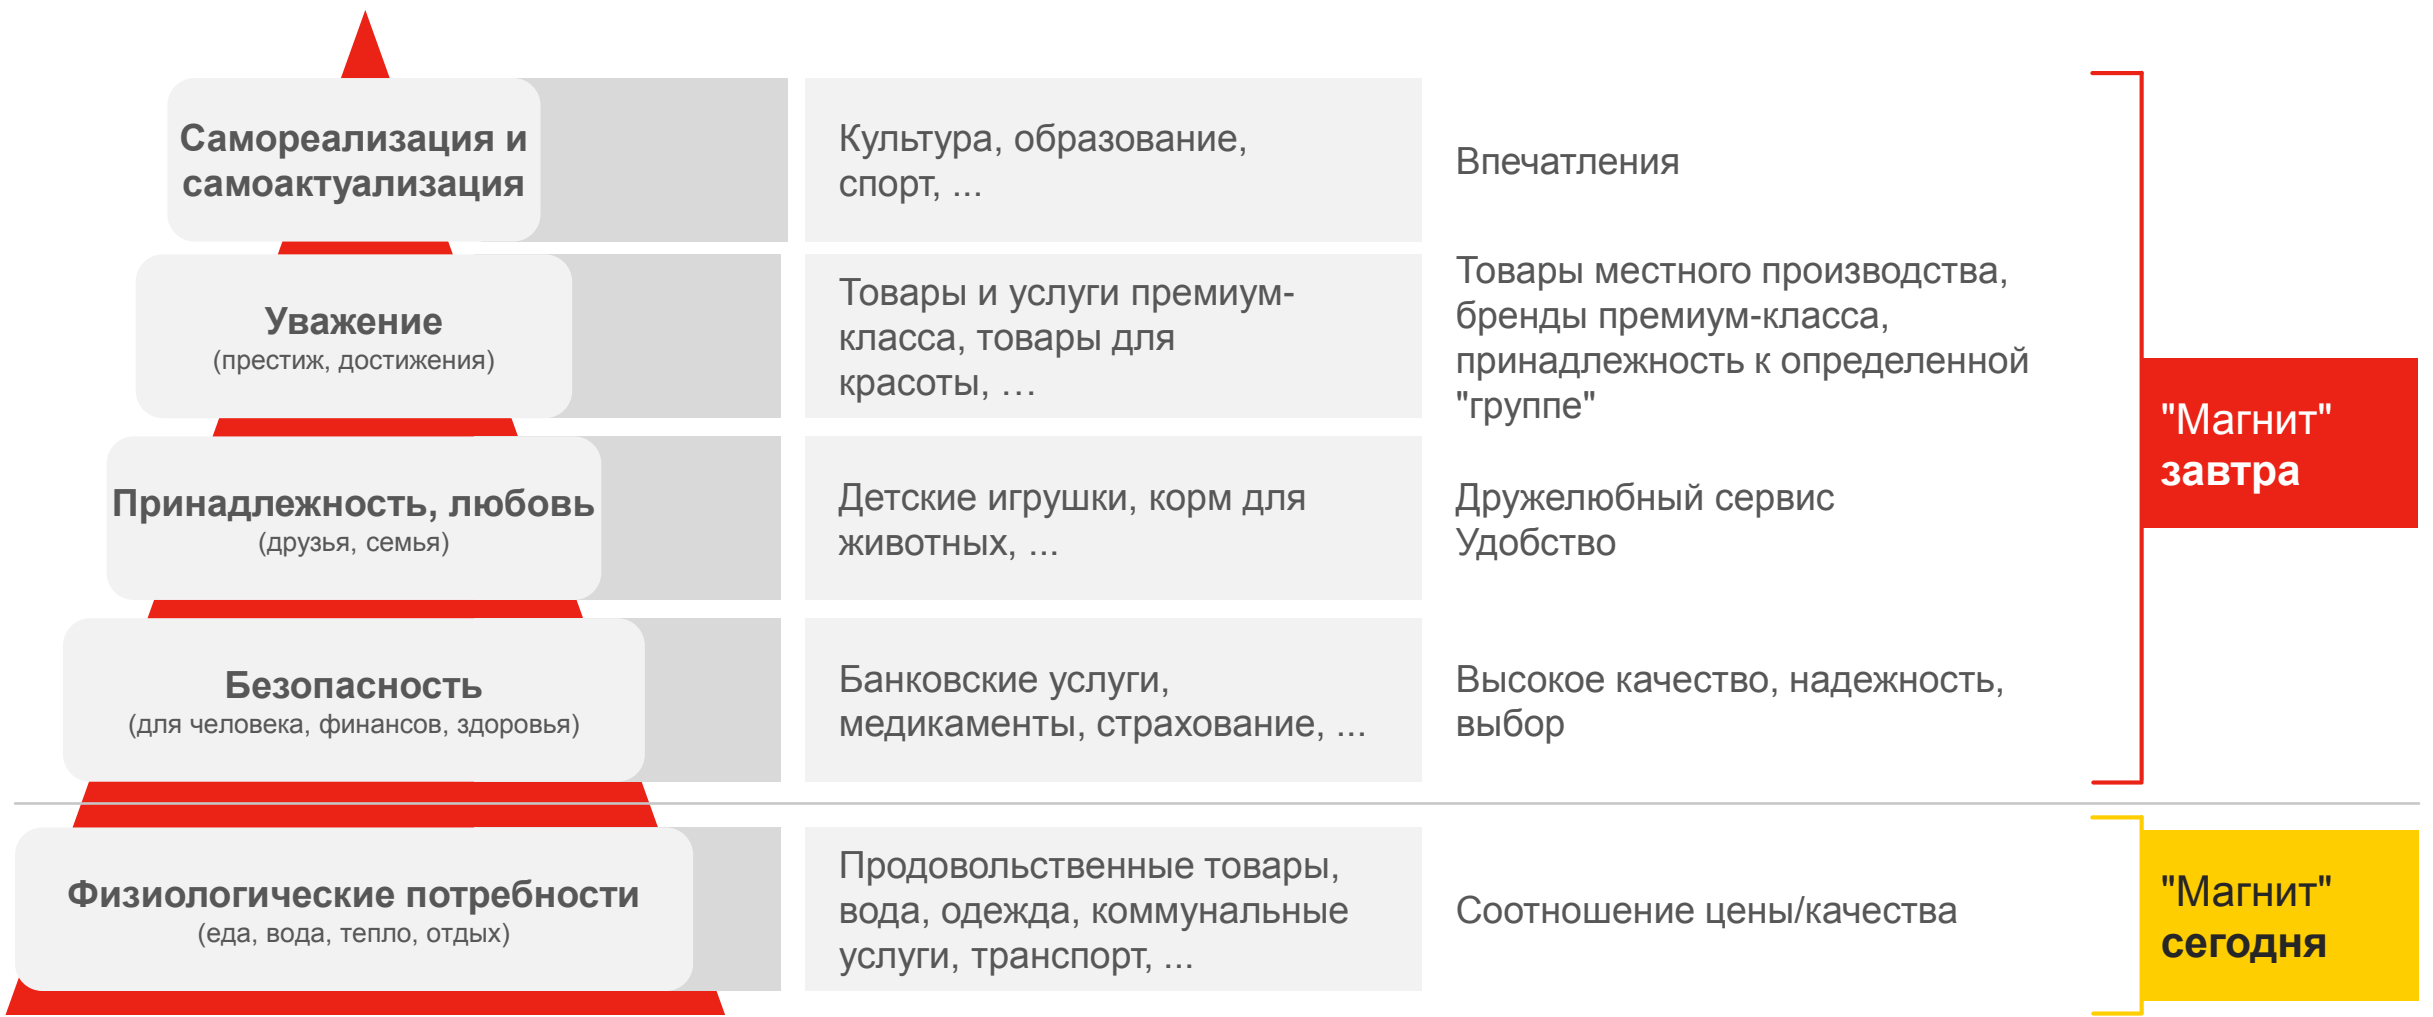 Самореализация и
самоактуализация
Культура, образование,
спорт, ...
Впечатления
Уважение
(престиж, достижения)
Товары и услуги премиум-
класса, товары для
красоты, …
Товары местного производства,
бренды премиум-класса,
принадлежность к определенной
"группе"
Принадлежность, любовь
(друзья, семья)
Детские игрушки, корм для
животных, ...
Дружелюбный сервис
Удобство
Безопасность
(для человека, финансов, здоровья)
Банковские услуги,
медикаменты, страхование, ...
Высокое качество, надежность,
выбор
"Магнит"
завтра
Физиологические потребности
(еда, вода, тепло, отдых)
Продовольственные товары,
вода, одежда, коммунальные
услуги, транспорт, ...
Соотношение цены/качества
"Магнит"
сегодня